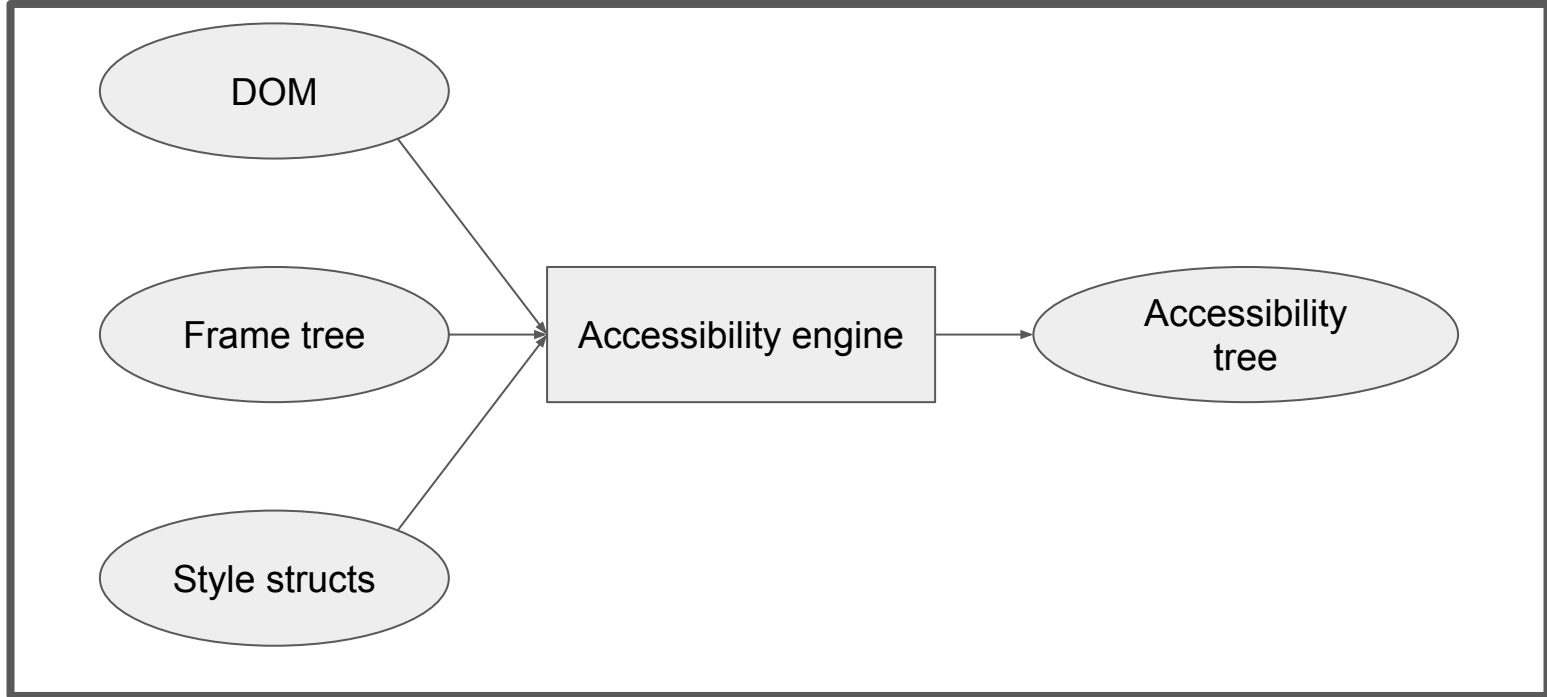 DOM
Frame tree
Accessibility engine
Accessibility
tree
Style structs